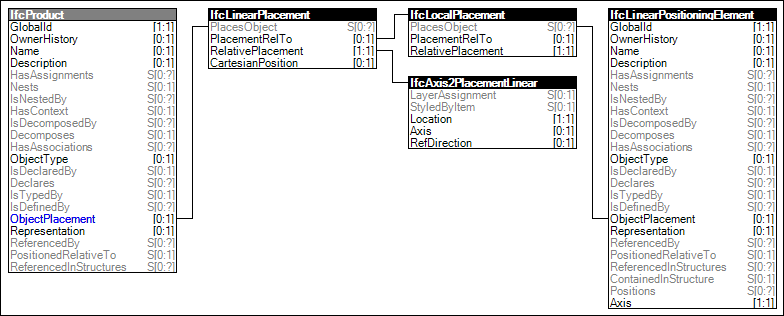 IfcProduct
GlobalId [1:1]
OwnerHistory [0:1]
Name [0:1]
Description [0:1]
HasAssignments S[0:?]
Nests S[0:1]
IsNestedBy S[0:?]
HasContext S[0:1]
IsDecomposedBy S[0:?]
Decomposes S[0:1]
HasAssociations S[0:?]
ObjectType [0:1]
IsDeclaredBy S[0:1]
Declares S[0:?]
IsTypedBy S[0:1]
IsDefinedBy S[0:?]
ObjectPlacement [0:1]
Representation [0:1]
ReferencedBy S[0:?]
PositionedRelativeTo S[0:1]
ReferencedInStructures S[0:?]
IfcLinearPlacement
PlacesObject S[0:?]
PlacementRelTo [0:1]
RelativePlacement [1:1]
CartesianPosition [0:1]
IfcLocalPlacement
PlacesObject S[0:?]
PlacementRelTo [0:1]
RelativePlacement [1:1]
IfcAxis2PlacementLinear
LayerAssignment S[0:1]
StyledByItem S[0:1]
Location [1:1]
Axis [0:1]
RefDirection [0:1]
IfcLinearPositioningElement
GlobalId [1:1]
OwnerHistory [0:1]
Name [0:1]
Description [0:1]
HasAssignments S[0:?]
Nests S[0:1]
IsNestedBy S[0:?]
HasContext S[0:1]
IsDecomposedBy S[0:?]
Decomposes S[0:1]
HasAssociations S[0:?]
ObjectType [0:1]
IsDeclaredBy S[0:1]
Declares S[0:?]
IsTypedBy S[0:1]
IsDefinedBy S[0:?]
ObjectPlacement [0:1]
Representation [0:1]
ReferencedBy S[0:?]
PositionedRelativeTo S[0:1]
ReferencedInStructures S[0:?]
ContainedInStructure S[0:1]
Positions S[0:?]
Axis [1:1]